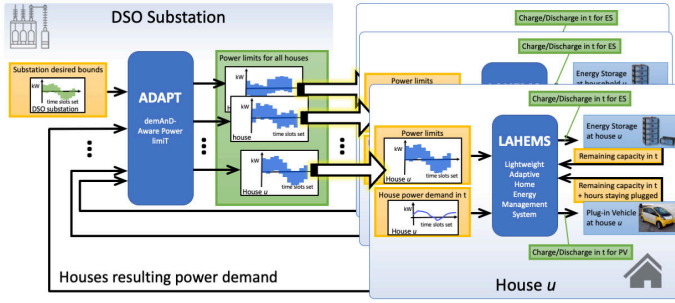 DSO Substation
Substation desired bounds
kW
time slots set
DSO substation
ADAPT
demAnD-
Aware Power
limiT
Power limits for all houses
kW
house
kW
time slots set
house
kW
time slots set
House u
Houses resulting power demand
Charge/Discharge in t for ES
Charge/Discharge in t for ES
Power limits
Energy Storage
at household u
Charge/Discharge in t for ES
Power limits
kW
time slots set
House u
House power demand in t
kW
time slots set
LAHEMS
Lightweight
Adaptive
Home
Energy
Management
System
Energy Storage
at house u
Remaining capacity in t
Remaining capacity in t
+ hours staying plugged
Plug-in Vehicle
at house u
Charge/Discharge in t for PV
House u